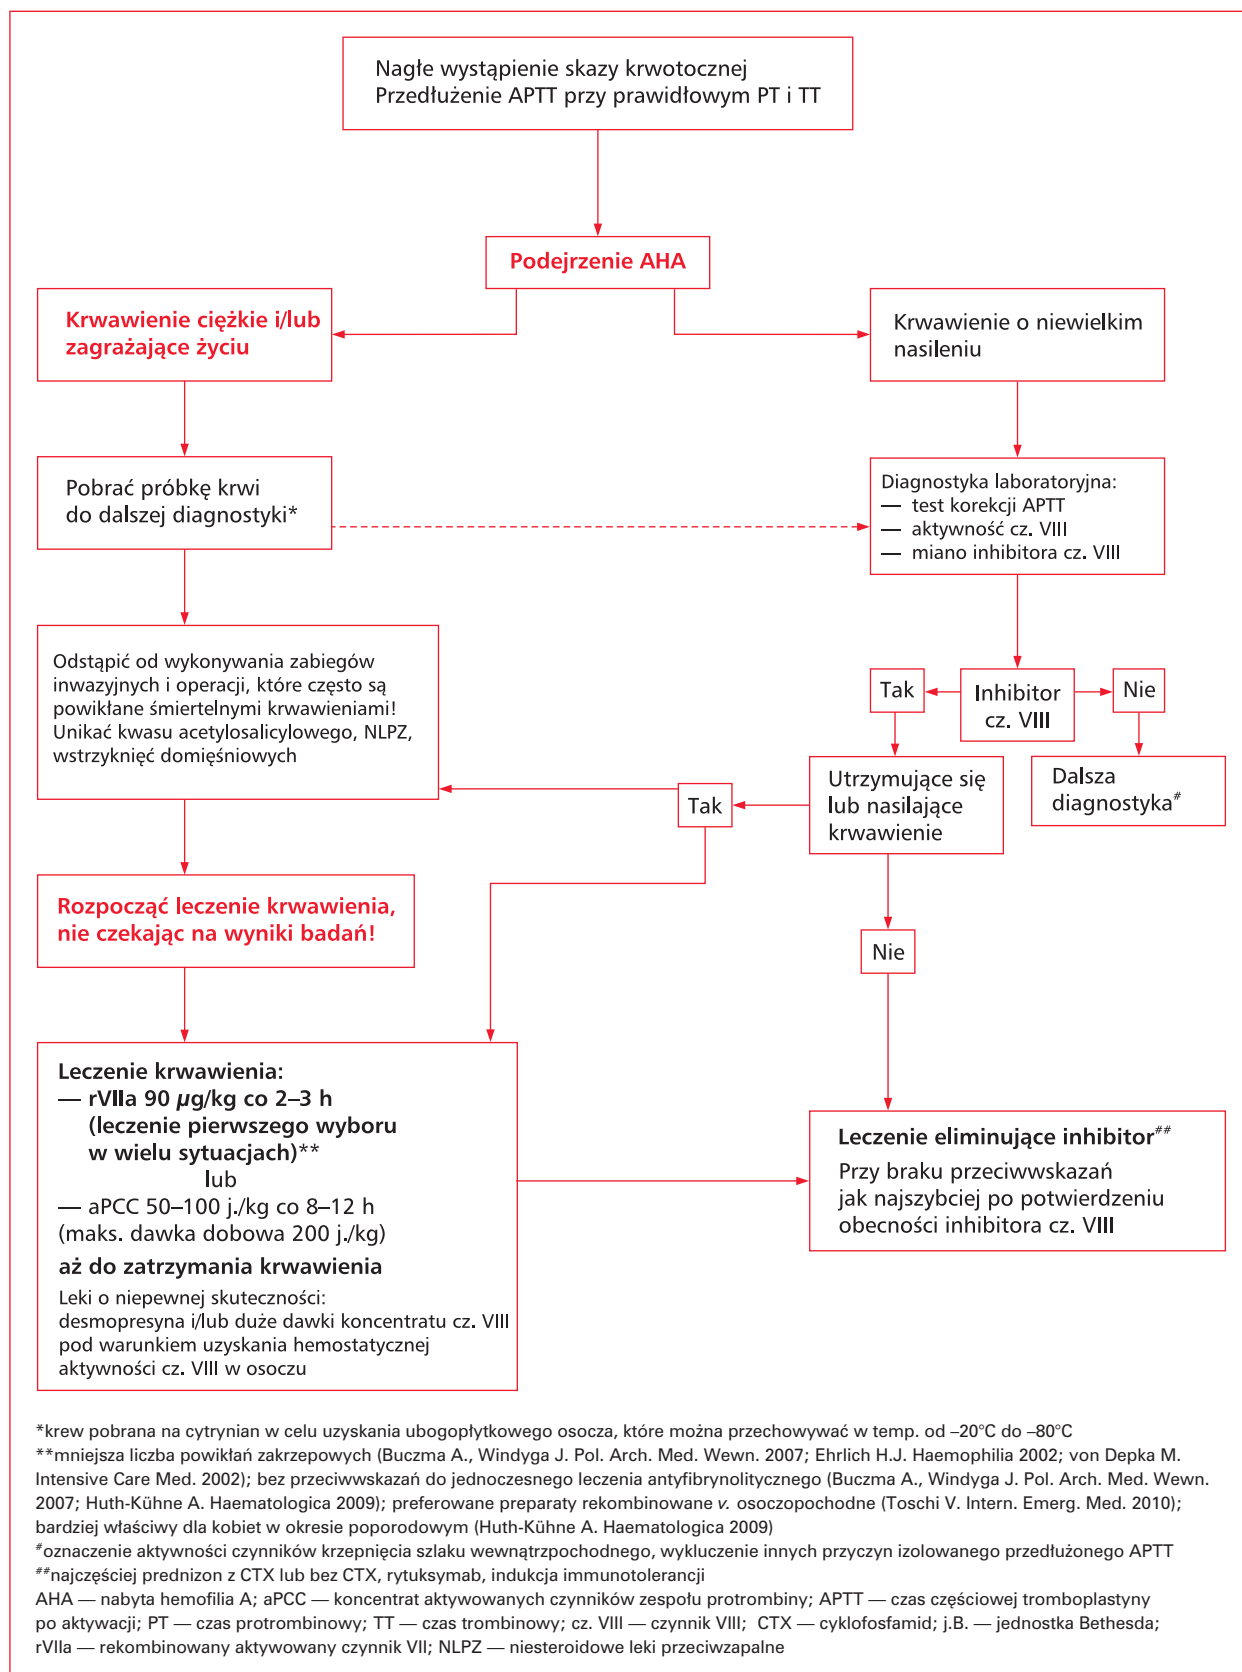 Nagłe wystąpienie skazy krwotocznej
Przedłużenie APTT przy prawidłowym PT i TT
Podejrzenie AHA
Krwawienie ciężkie i/lub
zagrażające życiu
Krwawienie o niewielkim
nasileniu
Pobrać próbkę krwi
do dalszej diagnostyki*
Diagnostyka laboratoryjna:
— test korekcji APTT
— aktywność cz. VIII
— miano inhibitora cz. VIII
Odstąpić od wykonywania zabiegów
inwazyjnych i operacji, które często są
powikłane śmiertelnymi krwawieniami!
Unikać kwasu acetylosalicylowego, NLPZ,
wstrzyknięć domięśniowych
Tak
Inhibitor
cz. VIII
Nie
Utrzymujące się
lub nasilające
krwawienie
Dalsza
diagnostyka#
Tak
Rozpocząć leczenie krwawienia,
nie czekając na wyniki badań!
Nie
Leczenie krwawienia:
— rVIIa 90 µg/kg co 2–3 h
(leczenie pierwszego wyboru
w wielu sytuacjach)**
lub
— aPCC 50–100 j./kg co 8–12 h
(maks. dawka dobowa 200 j./kg)
aż do zatrzymania krwawienia
Leki o niepewnej skuteczności:
desmopresyna i/lub duże dawki koncentratu cz. VIII
pod warunkiem uzyskania hemostatycznej
aktywności cz. VIII w osoczu
Leczenie eliminujące inhibitor##
Przy braku przeciwwskazań
jak najszybciej po potwierdzeniu
obecności inhibitora cz. VIII
*krew pobrana na cytrynian w celu uzyskania ubogopłytkowego osocza, które można przechowywać w temp. od –20°C do –80°C
**mniejsza liczba powikłań zakrzepowych (Buczma A., Windyga J. Pol. Arch. Med. Wewn. 2007; Ehrlich H.J. Haemophilia 2002; von Depka M.
Intensive Care Med. 2002); bez przeciwwskazań do jednoczesnego leczenia antyfibrynolitycznego (Buczma A., Windyga J. Pol. Arch. Med. Wewn.
2007; Huth-Kühne A. Haematologica 2009); preferowane preparaty rekombinowane v. osoczopochodne (Toschi V. Intern. Emerg. Med. 2010);
bardziej właściwy dla kobiet w okresie poporodowym (Huth-Kühne A. Haematologica 2009)
#oznaczenie aktywności czynników krzepnięcia szlaku wewnątrzpochodnego, wykluczenie innych przyczyn izolowanego przedłużonego APTT
##najczęściej prednizon z CTX lub bez CTX, rytuksymab, indukcja immunotolerancji
AHA — nabyta hemofilia A; aPCC — koncentrat aktywowanych czynników zespołu protrombiny; APTT — czas częściowej tromboplastyny
po aktywacji; PT — czas protrombinowy; TT — czas trombinowy; cz. VIII — czynnik VIII; CTX — cyklofosfamid; j.B. — jednostka Bethesda;
rVIIa — rekombinowany aktywowany czynnik VII; NLPZ — niesteroidowe leki przeciwzapalne